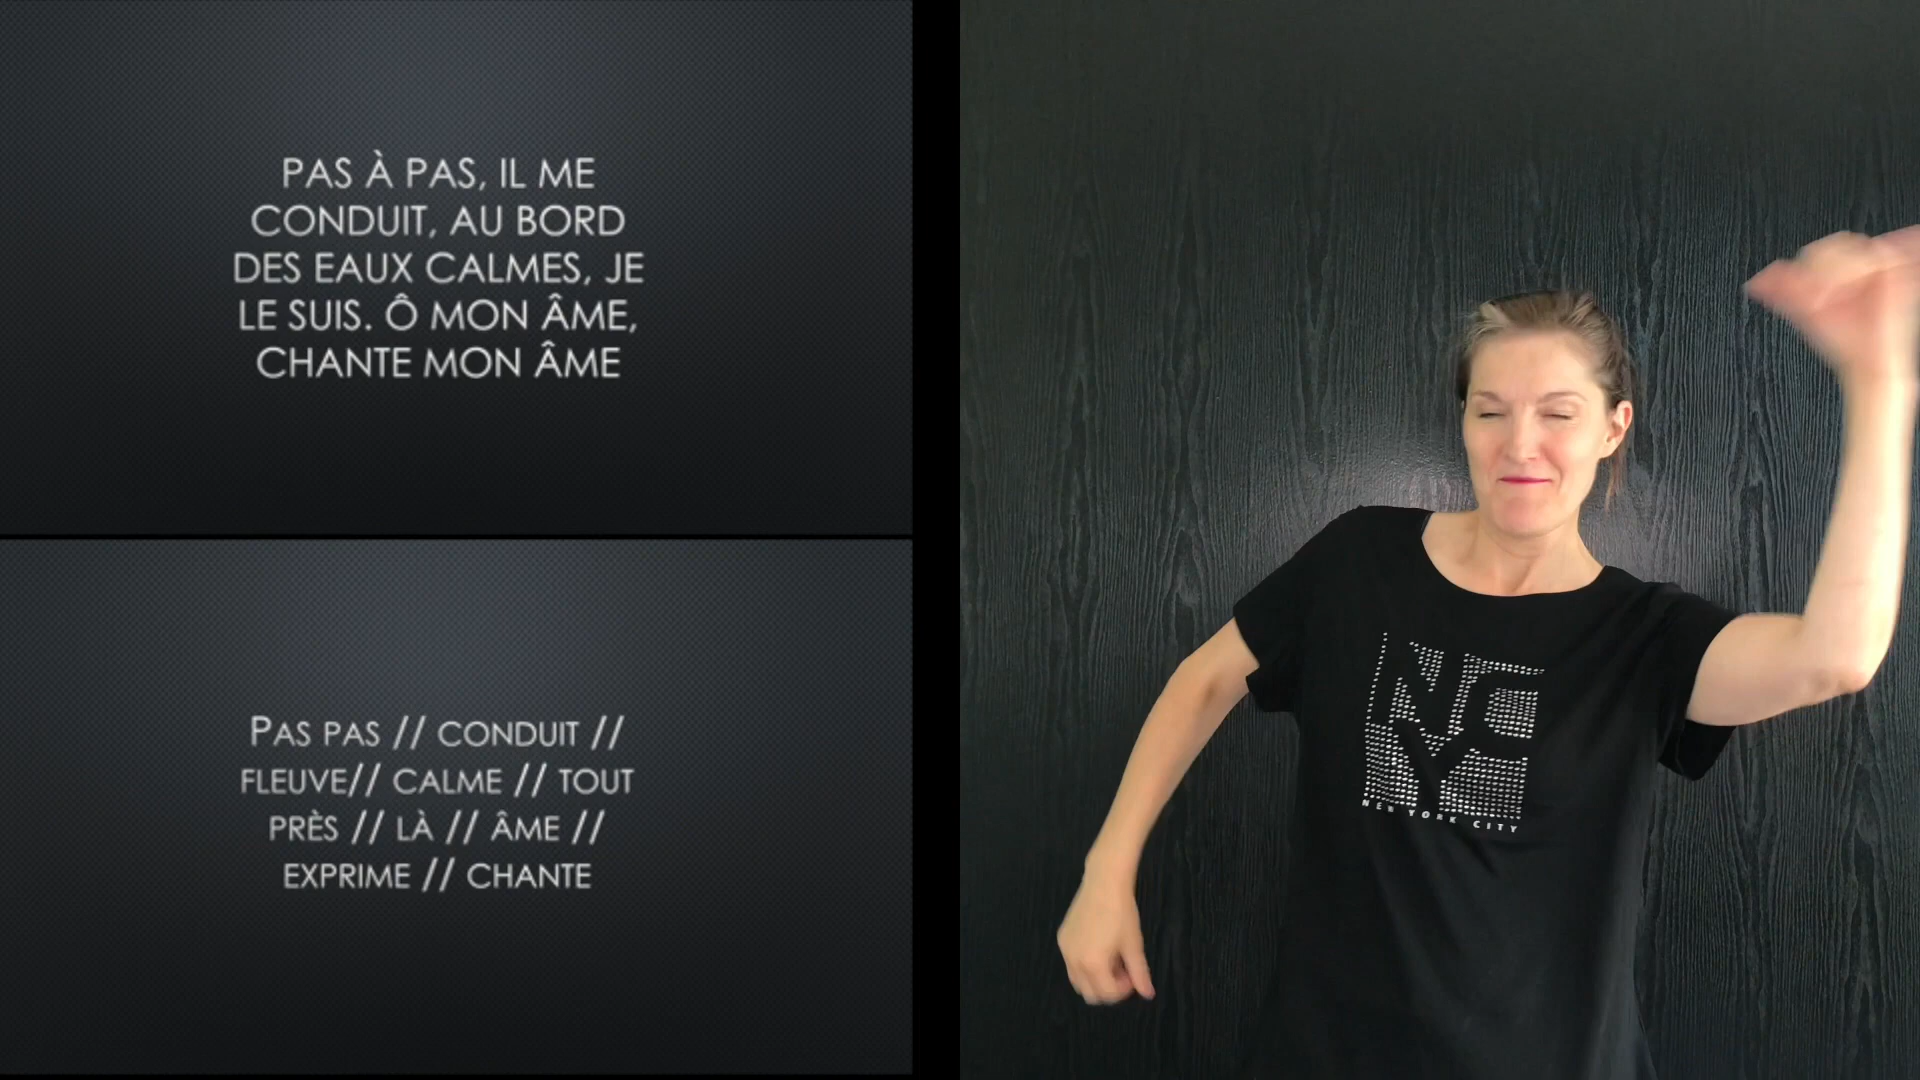 PAS À PAS, IL ME
CONDUIT, AU BORD
DES EAUX CALMES, JE
LE SUIS. Ô MON ÂME,
CHANTE MON ÂME
PAS PAS // CONDUIT //
FLEUVE// CALME // TOUT
PRÈS // LÀ // ÂME //
EXPRIME // CHANTE
NYC
NEW YORK CITY